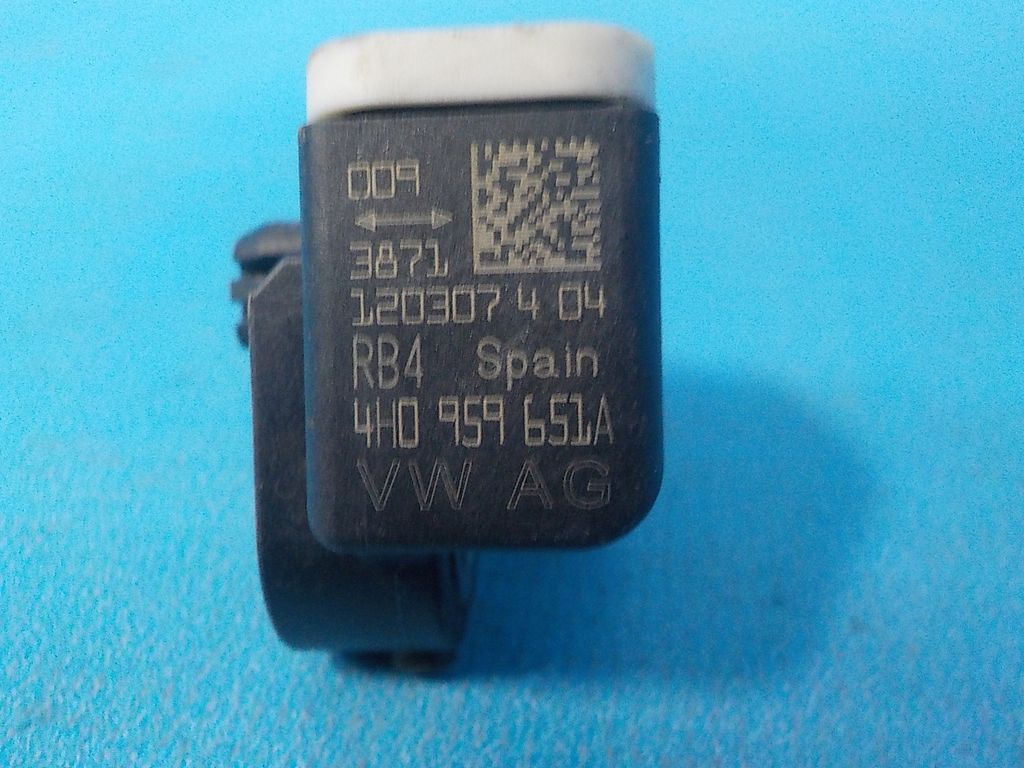 009
3871
120307 4 04
RB4 Spain
4H0 959 651A
VW AG